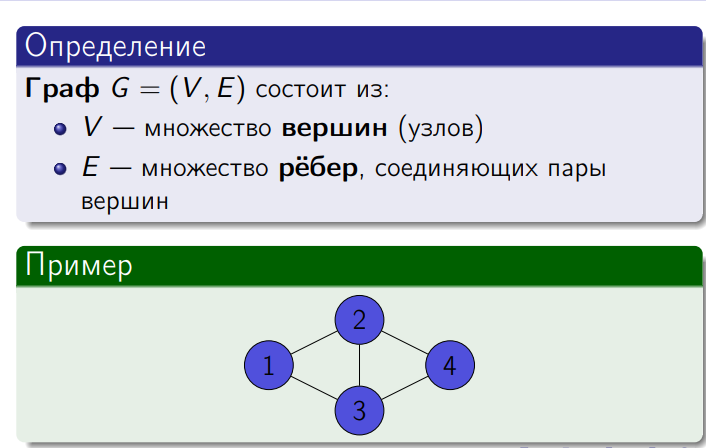 Определение
Граф G = (V, E) состоит из:
V — множество вершин (узлов)
E — множество рёбер, соединяющих пары
вершин
Пример
2
1 4
3